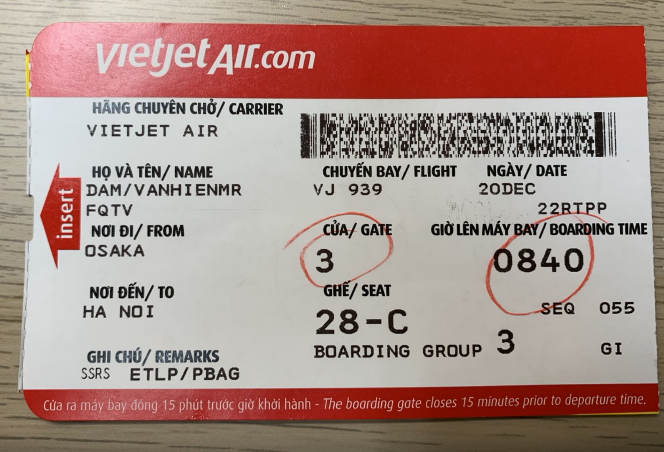 vietjetAir.com
HÃNG CHUYÊN CHỞ/ CARRIER
VIETJET AIR
HỌ VÀ TÊN/ NAME
DAM/VANHIENMR
FQTV
CHUYẾN BAY/ FLIGHT
VJ 939
NGÀY/ DATE
20DEC
22RTPP
NƠI ĐI/ FROM
OSAKA
CỬA/ GATE
3
GIỜ LÊN MÁY BAY/ BOARDING TIME
0840
insert
NƠI ĐẾN/ TO
HA NOI
GHẾ/ SEAT
28-C
SEQ 055
BOARDING GROUP 3
GI
GHI CHÚ/ REMARKS
SSRS ETLP/PBAG
Cửa ra máy bay đóng 15 phút trước giờ khởi hành - The boarding gate closes 15 minutes prior to departure time.